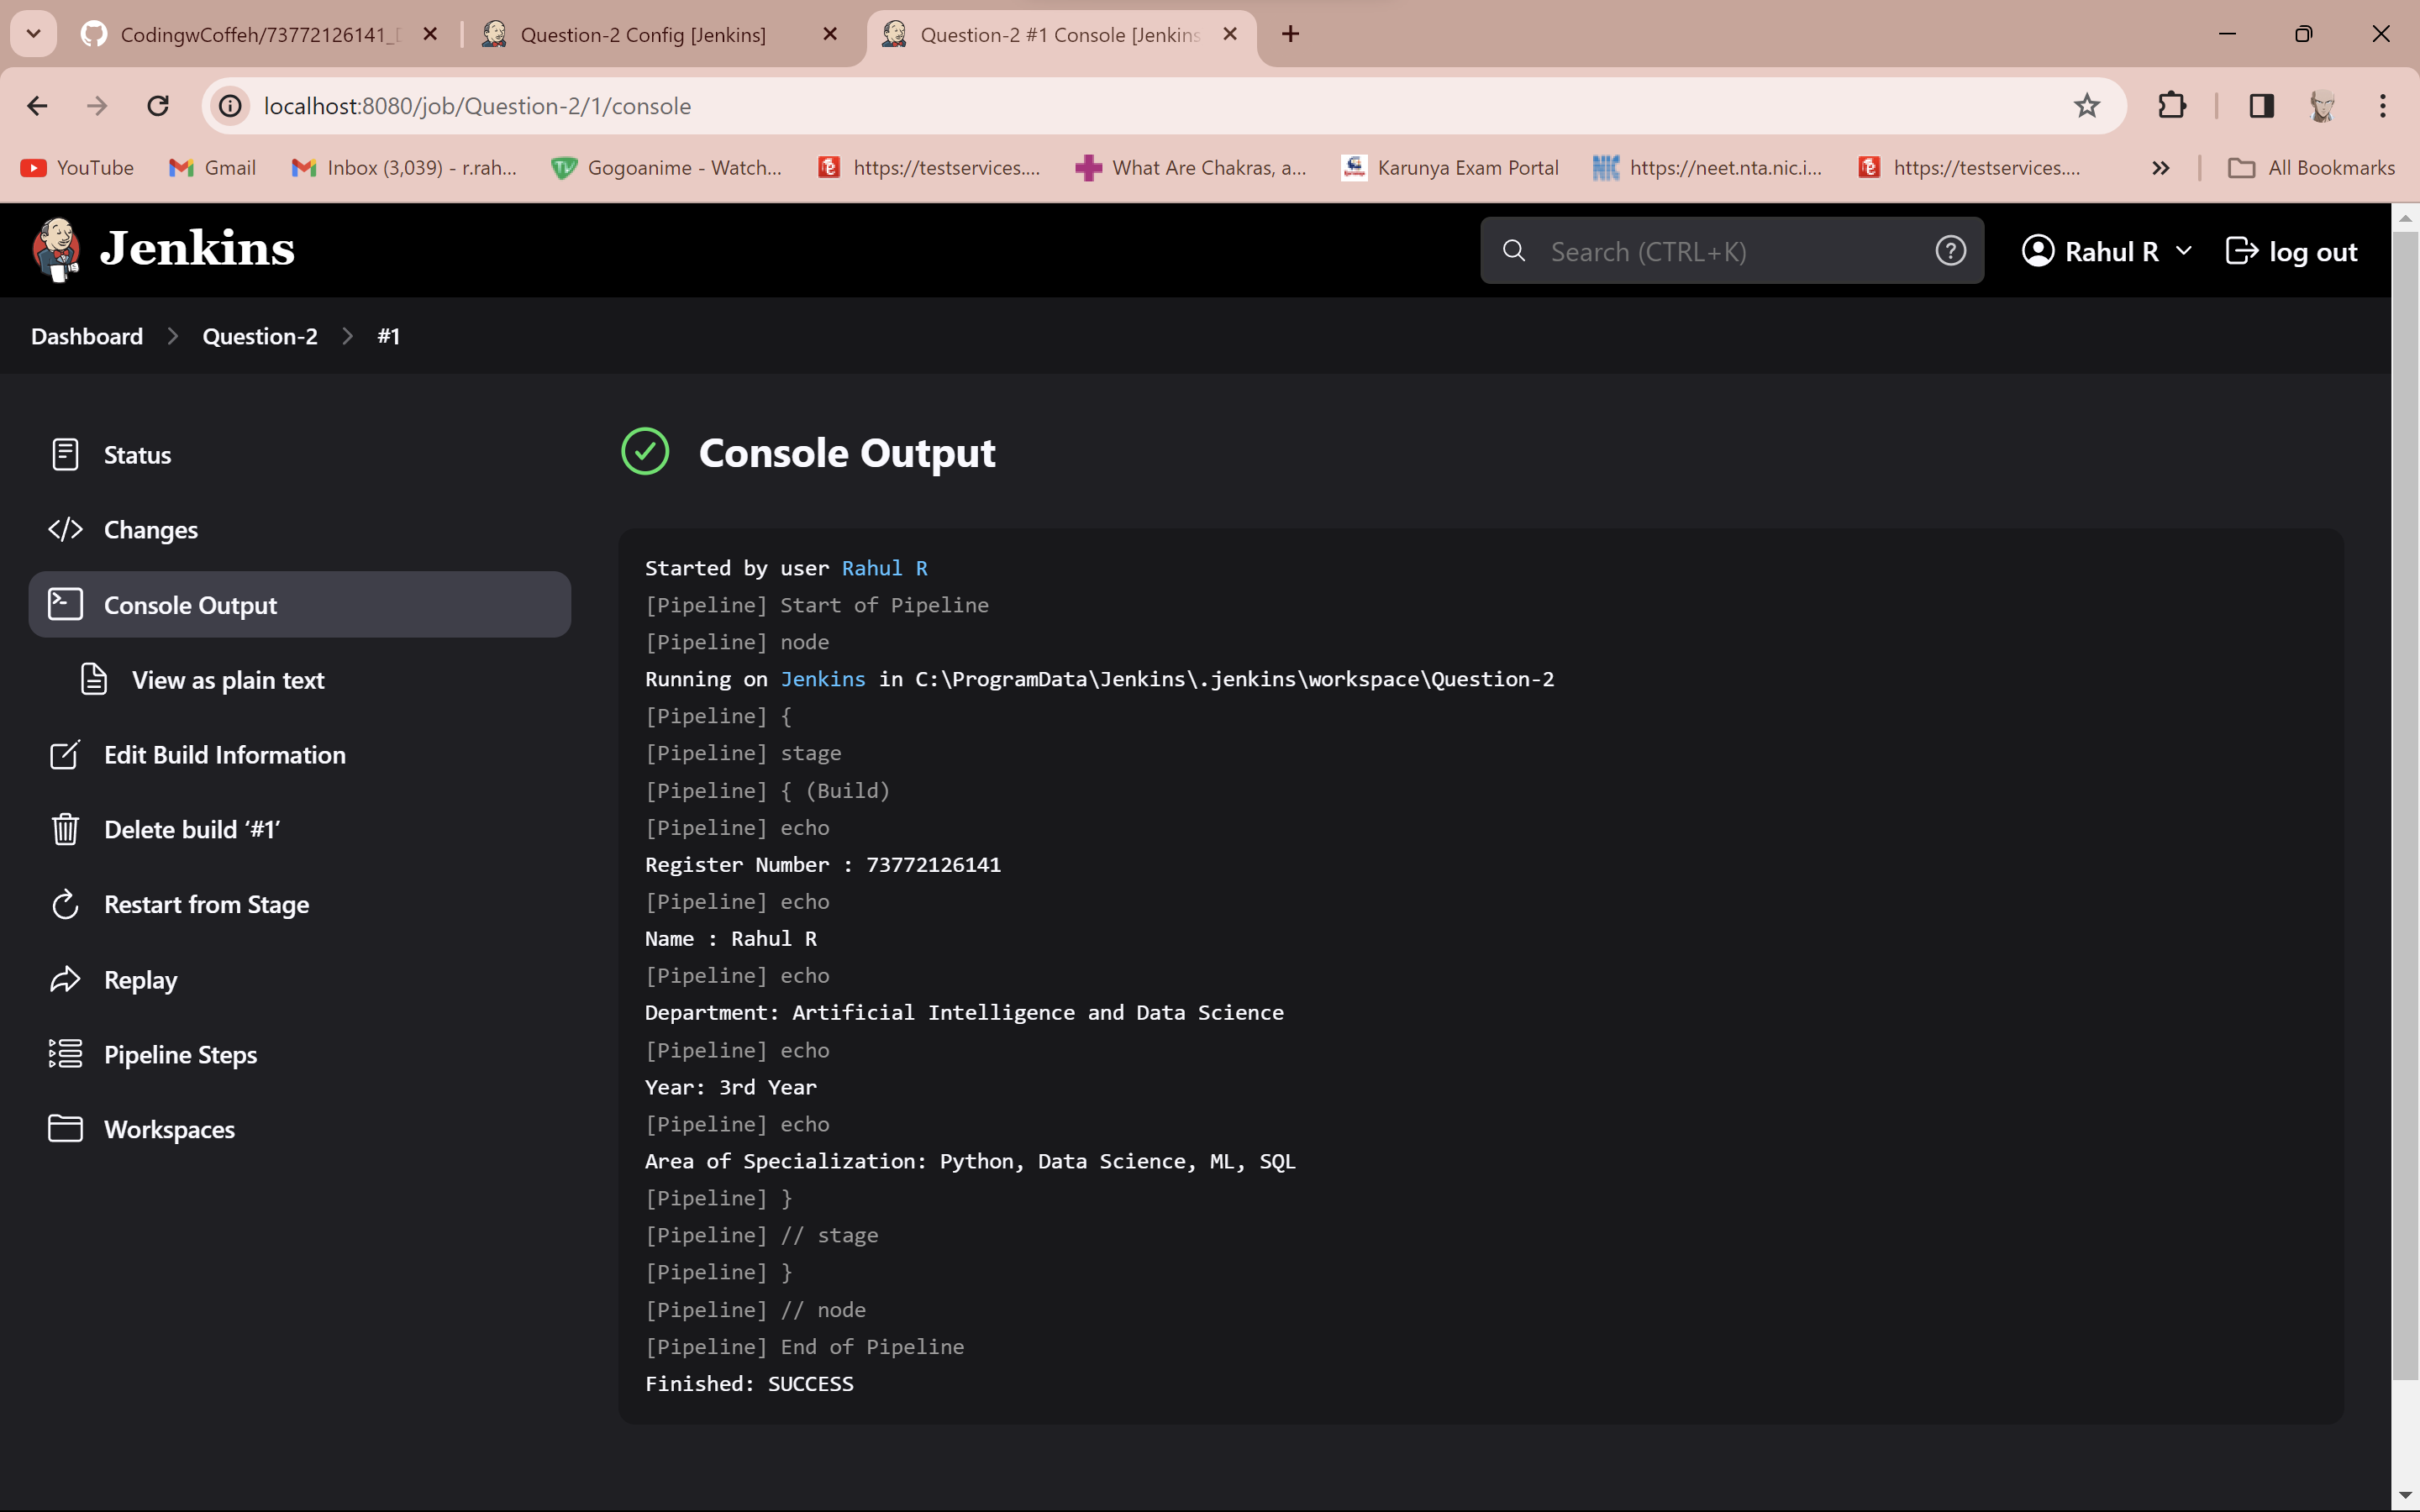 CodingwCoffeh/73772126141_D
Question-2 Config [Jenkins]
Question-2 #1 Console [Jenkins
localhost:8080/job/Question-2/1/console
YouTube
Gmail
Inbox (3,039) - r.rah...
Gogoanime - Watch...
https://testservices....
What Are Chakras, a...
Karunya Exam Portal
https://neet.nta.nic.i...
https://testservices....
All Bookmarks
Jenkins
Search (CTRL+K)
Rahul R
log out
Dashboard > Question-2 > #1
Status
Changes
Console Output
View as plain text
Edit Build Information
Delete build ‘#1’
Restart from Stage
Replay
Pipeline Steps
Workspaces
Console Output
Started by user Rahul R
[Pipeline] Start of Pipeline
[Pipeline] node
Running on Jenkins in C:\ProgramData\Jenkins\.jenkins\workspace\Question-2
[Pipeline] {
[Pipeline] stage
[Pipeline] { (Build)
[Pipeline] echo
Register Number : 73772126141
[Pipeline] echo
Name : Rahul R
[Pipeline] echo
Department: Artificial Intelligence and Data Science
[Pipeline] echo
Year: 3rd Year
[Pipeline] echo
Area of Specialization: Python, Data Science, ML, SQL
[Pipeline] }
[Pipeline] // stage
[Pipeline] }
[Pipeline] // node
[Pipeline] End of Pipeline
Finished: SUCCESS